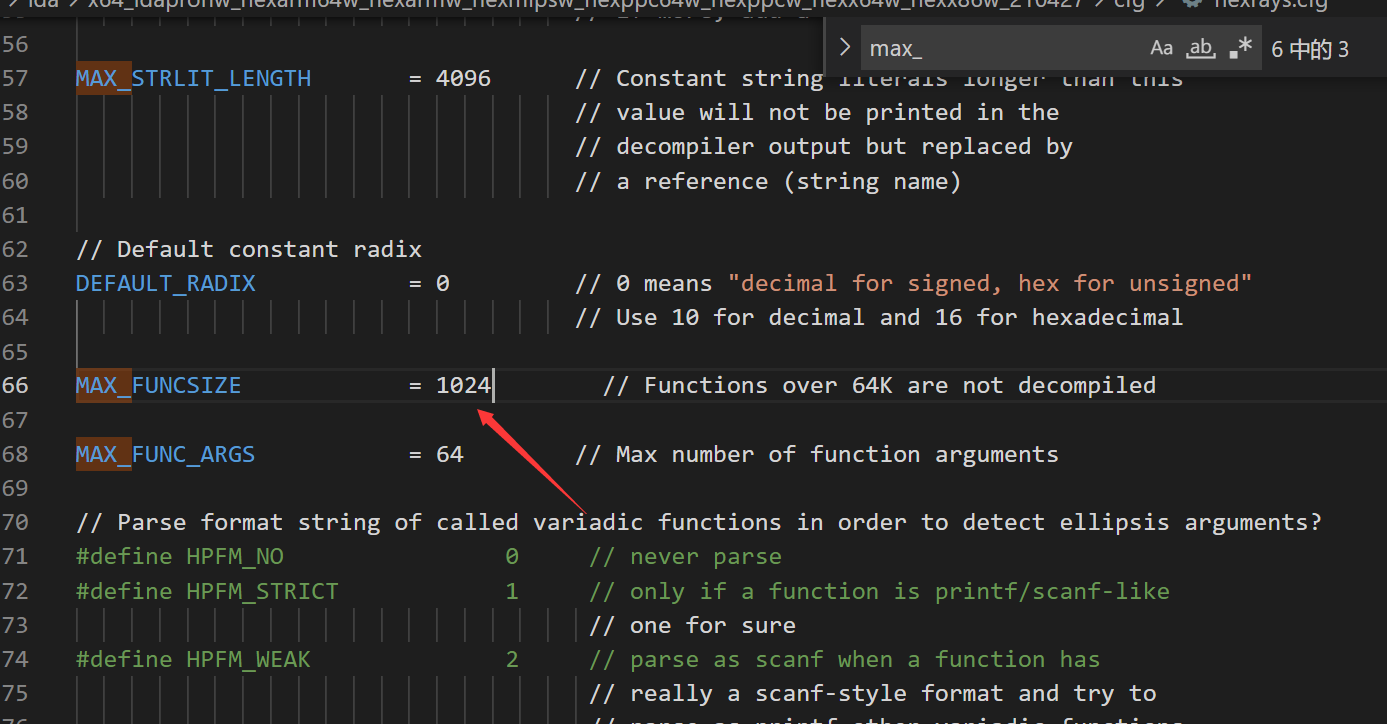 ida > x64_idapronw_hexarm64w_hexarmw_hexmipsw_hexppc64w_hexppcw_hexx64w_hexx86w_210427 > cfg > hexrays.cfg
max_ Aa ab .* 6 中的 3
56
57 MAX_STRLIT_LENGTH = 4096 // Constant string literals longer than this
58 // value will not be printed in the
59 // decompiler output but replaced by
60 // a reference (string name)
61
62 // Default constant radix
63 DEFAULT_RADIX = 0 // 0 means "decimal for signed, hex for unsigned"
64 // Use 10 for decimal and 16 for hexadecimal
65
66 MAX_FUNCSIZE = 1024 // Functions over 64K are not decompiled
67
68 MAX_FUNC_ARGS = 64 // Max number of function arguments
69
70 // Parse format string of called variadic functions in order to detect ellipsis arguments?
71 #define HPFM_NO 0 // never parse
72 #define HPFM_STRICT 1 // only if a function is printf/scanf-like
73 // one for sure
74 #define HPFM_WEAK 2 // parse as scanf when a function has
75 // really a scanf-style format and try to